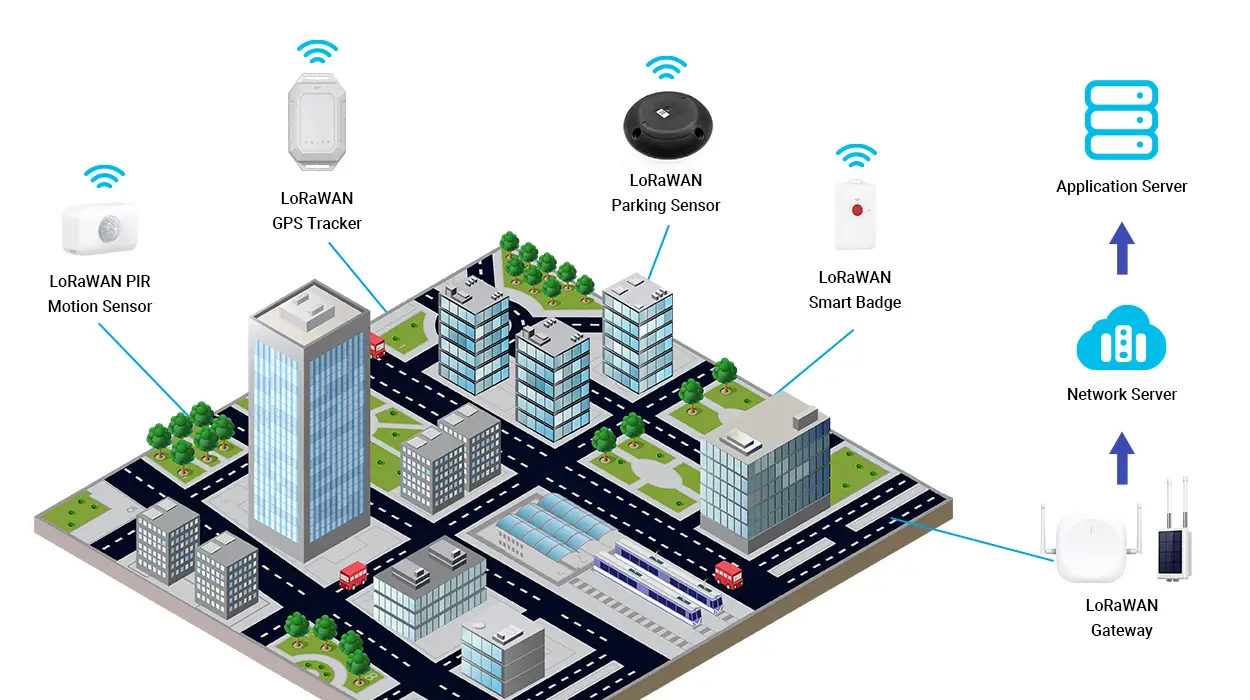 LoRaWAN PIR
Motion Sensor
LoRaWAN
GPS Tracker
LoRaWAN
Parking Sensor
LoRaWAN
Smart Badge
Application Server
Network Server
LoRaWAN
Gateway